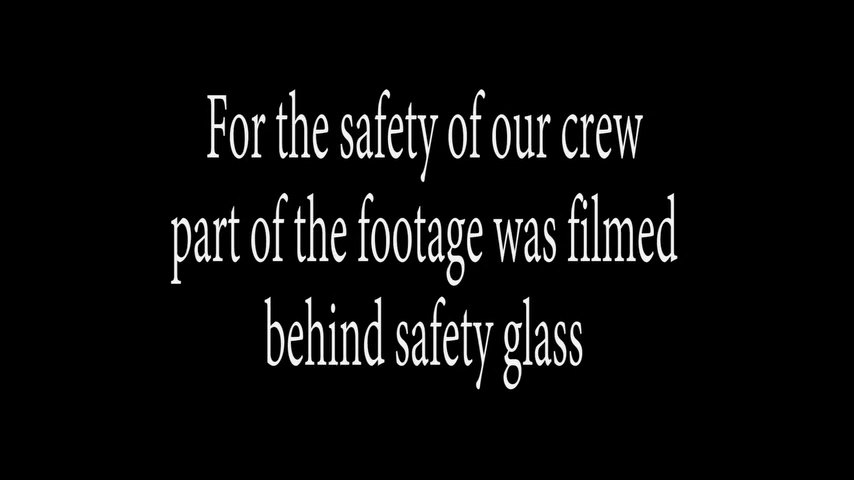 For the safety of our crew
part of the footage was filmed
behind safety glass